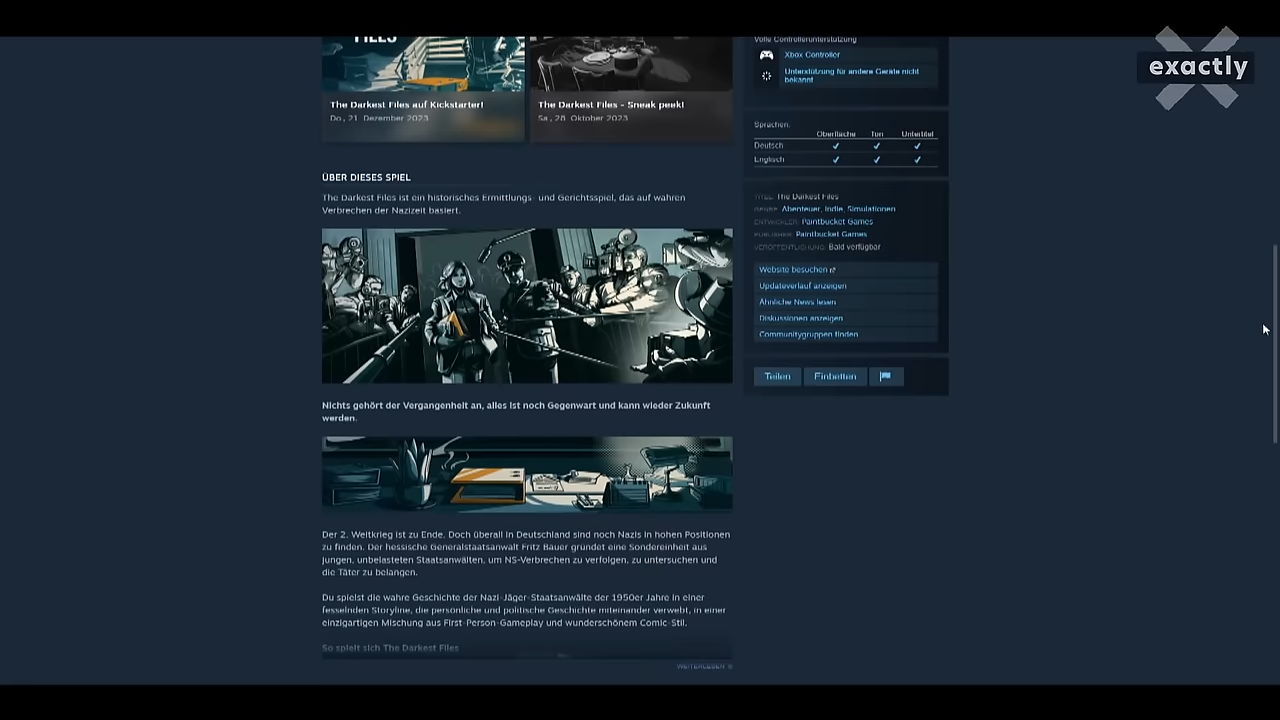 FILES
The Darkest Files auf Kickstarter!
Do., 21. Dezember 2023
The Darkest Files - Sneak peek!
Sa., 28. Oktober 2023
ÜBER DIESES SPIEL
The Darkest Files ist ein historisches Ermittlungs- und Gerichtsspiel, das auf wahren
Verbrechen der Nazizeit basiert.
Nichts gehört der Vergangenheit an, alles ist noch Gegenwart und kann wieder Zukunft
werden.
Der 2. Weltkrieg ist zu Ende. Doch überall in Deutschland sind noch Nazis in hohen Positionen
zu finden. Der hessische Generalstaatsanwalt Fritz Bauer gründet eine Sondereinheit aus
jungen, unbelasteten Staatsanwälten, um NS-Verbrechen zu verfolgen, zu untersuchen und
die Täter zu belangen.
Du spielst die wahre Geschichte der Nazi-Jäger-Staatsanwälte der 1950er Jahre in einer
fesselnden Storyline, die persönliche und politische Geschichte miteinander verwebt, in einer
einzigartigen Mischung aus First-Person-Gameplay und wunderschönem Comic-Stil.
So spielt sich The Darkest Files
WEITERLESEN
Volle Controllerunterstützung
Xbox Controller
Unterstützung für andere Geräte nicht
bekannt
Sprachen:
Oberfläche Ton Untertitel
Deutsch ✓ ✓ ✓
Englisch ✓ ✓ ✓
TITEL: The Darkest Files
GENRE: Abenteuer, Indie, Simulationen
ENTWICKLER: Paintbucket Games
PUBLISHER: Paintbucket Games
VERÖFFENTLICHUNG: Bald verfügbar
Website besuchen
Updateverlauf anzeigen
Ähnliche News lesen
Diskussionen anzeigen
Communitygruppen finden
Teilen Einbetten
exactly